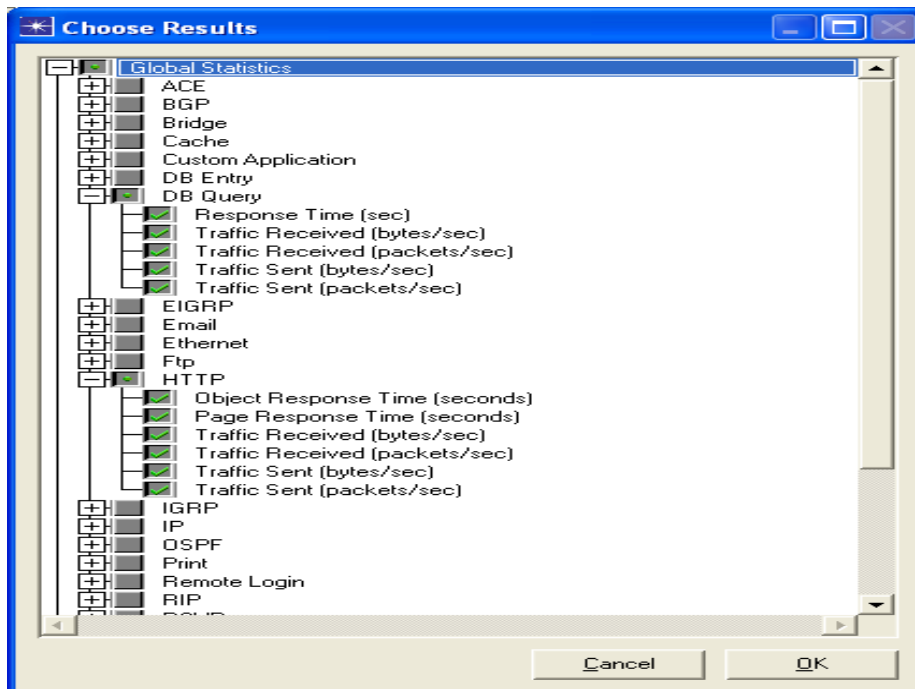 Choose Results
Global Statistics
ACE
BGP
Bridge
Cache
Custom Application
DB Entry
DB Query
Response Time (sec)
Traffic Received (bytes/sec)
Traffic Received (packets/sec)
Traffic Sent (bytes/sec)
Traffic Sent (packets/sec)
EIGRP
Email
Ethernet
Ftp
HTTP
Object Response Time (seconds)
Page Response Time (seconds)
Traffic Received (bytes/sec)
Traffic Received (packets/sec)
Traffic Sent (bytes/sec)
Traffic Sent (packets/sec)
IGRP
IP
OSPF
Print
Remote Login
RIP
Cancel OK